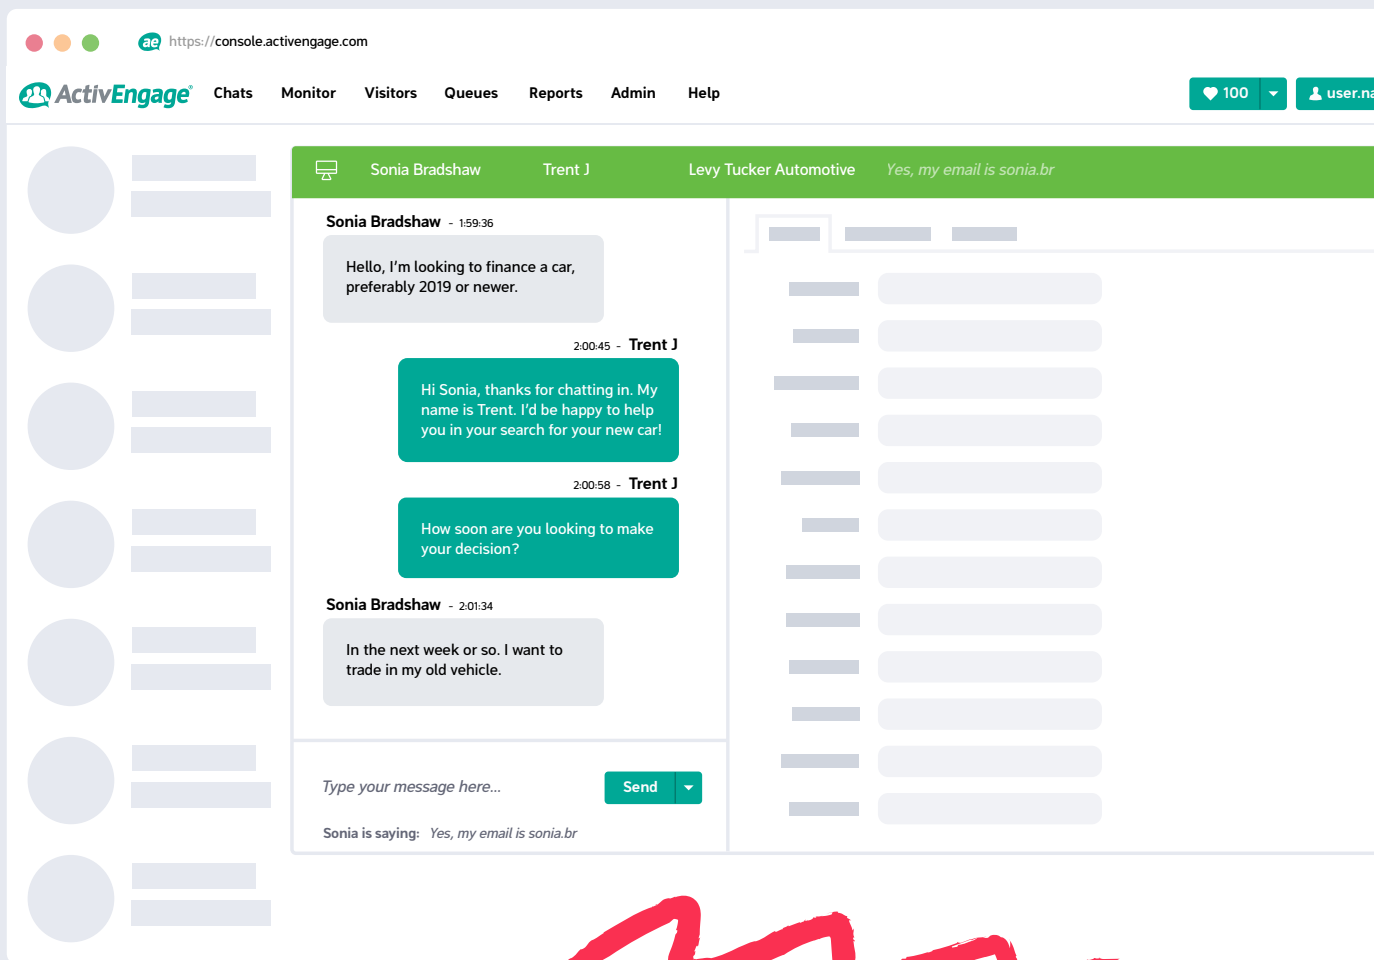 ae https://console.activengage.com
ActivEngage® Chats Monitor Visitors Queues Reports Admin Help 100
Sonia Bradshaw Trent J Levy Tucker Automotive Yes, my email is sonia.br
Sonia Bradshaw - 1:59:36
Hello, I’m looking to finance a car,
preferably 2019 or newer.
2:00:45 - Trent J
Hi Sonia, thanks for chatting in. My
name is Trent. I’d be happy to help
you in your search for your new car!
2:00:58 - Trent J
How soon are you looking to make
your decision?
Sonia Bradshaw - 2:01:34
In the next week or so. I want to
trade in my old vehicle.
Type your message here...
Send
Sonia is saying: Yes, my email is sonia.br